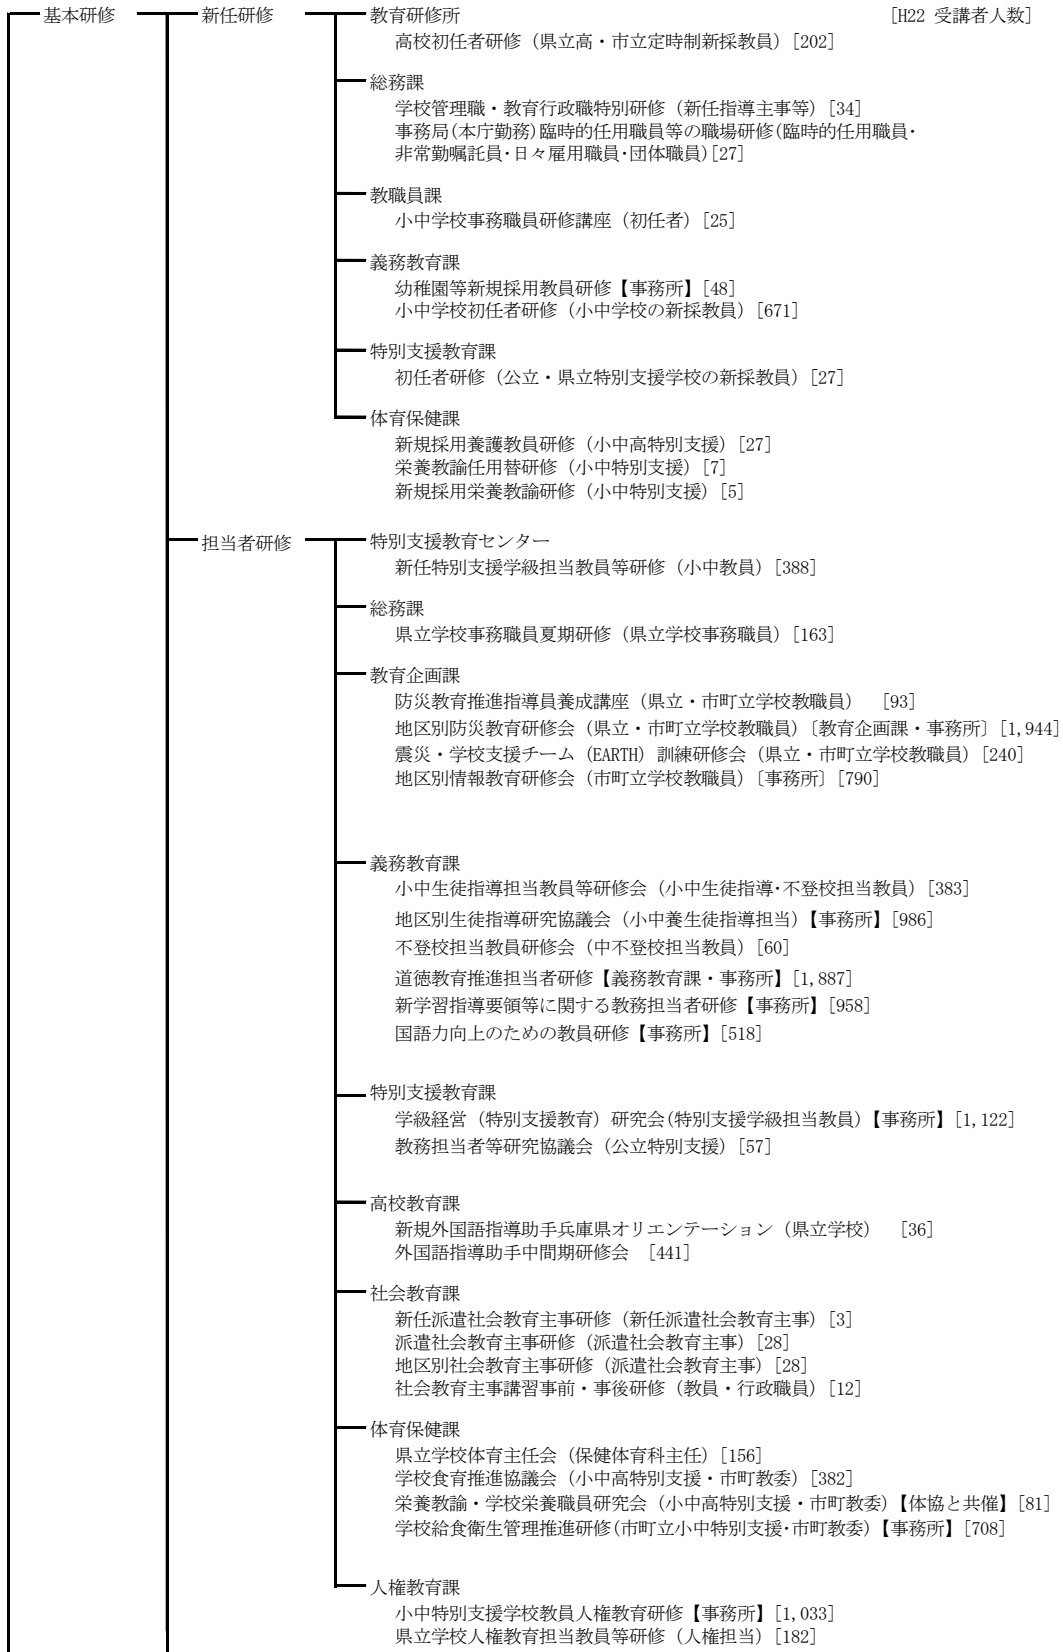 基本研修 新任研修 教育研修所 [H22 受講者人数]
高校初任者研修（県立高・市立定時制新採教員）[202]
総務課
学校管理職・教育行政職特別研修（新任指導主事等）[34]
事務局(本庁勤務)臨時的任用職員等の職場研修(臨時的任用職員・
非常勤嘱託員・日々雇用職員・団体職員)[27]
教職員課
小中学校事務職員研修講座（初任者）[25]
義務教育課
幼稚園等新規採用教員研修【事務所】[48]
小中学校初任者研修（小中学校の新採教員）[671]
特別支援教育課
初任者研修（公立・県立特別支援学校の新採教員）[27]
体育保健課
新規採用養護教員研修（小中高特別支援）[27]
栄養教諭任用替研修（小中特別支援）[7]
新規採用栄養教諭研修（小中特別支援）[5]
担当者研修 特別支援教育センター
新任特別支援学級担当教員等研修（小中教員）[388]
総務課
県立学校事務職員夏期研修（県立学校事務職員）[163]
教育企画課
防災教育推進指導員養成講座（県立・市町立学校教職員） [93]
地区別防災教育研修会（県立・市町立学校教職員）〔教育企画課・事務所〕[1,944]
震災・学校支援チーム（EARTH）訓練研修会（県立・市町立学校教職員）[240]
地区別情報教育研修会（市町立学校教職員）〔事務所〕[790]
義務教育課
小中生徒指導担当教員等研修会（小中生徒指導・不登校担当教員）[383]
地区別生徒指導研究協議会（小中養生徒指導担当）【事務所】[986]
不登校担当教員研修会（中不登校担当教員）[60]
道徳教育推進担当者研修【義務教育課・事務所】[1,887]
新学習指導要領等に関する教務担当者研修【事務所】[958]
国語力向上のための教員研修【事務所】[518]
特別支援教育課
学級経営（特別支援教育）研究会(特別支援学級担当教員)【事務所】[1,122]
教務担当者等研究協議会（公立特別支援）[57]
高校教育課
新規外国語指導助手兵庫県オリエンテーション（県立学校） [36]
外国語指導助手中間期研修会 [441]
社会教育課
新任派遣社会教育主事研修（新任派遣社会教育主事）[3]
派遣社会教育主事研修（派遣社会教育主事）[28]
地区別社会教育主事研修（派遣社会教育主事）[28]
社会教育主事講習事前・事後研修（教員・行政職員）[12]
体育保健課
県立学校体育主任会（保健体育科主任）[156]
学校食育推進協議会（小中高特別支援・市町教委）[382]
栄養教諭・学校栄養職員研究会（小中高特別支援・市町教委）【体協と共催】[81]
学校給食衛生管理推進研修(市町立小中特別支援・市町教委)【事務所】[708]
人権教育課
小中特別支援学校教員人権教育研修【事務所】[1,033]
県立学校人権教育担当教員等研修（人権担当）[182]